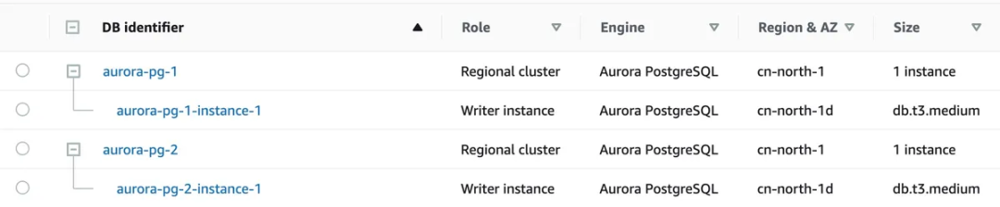 DB identifier Role Engine Region & AZ Size
aurora-pg-1 Regional cluster Aurora PostgreSQL cn-north-1 1 instance
aurora-pg-1-instance-1 Writer instance Aurora PostgreSQL cn-north-1d db.t3.medium
aurora-pg-2 Regional cluster Aurora PostgreSQL cn-north-1 1 instance
aurora-pg-2-instance-1 Writer instance Aurora PostgreSQL cn-north-1d db.t3.medium